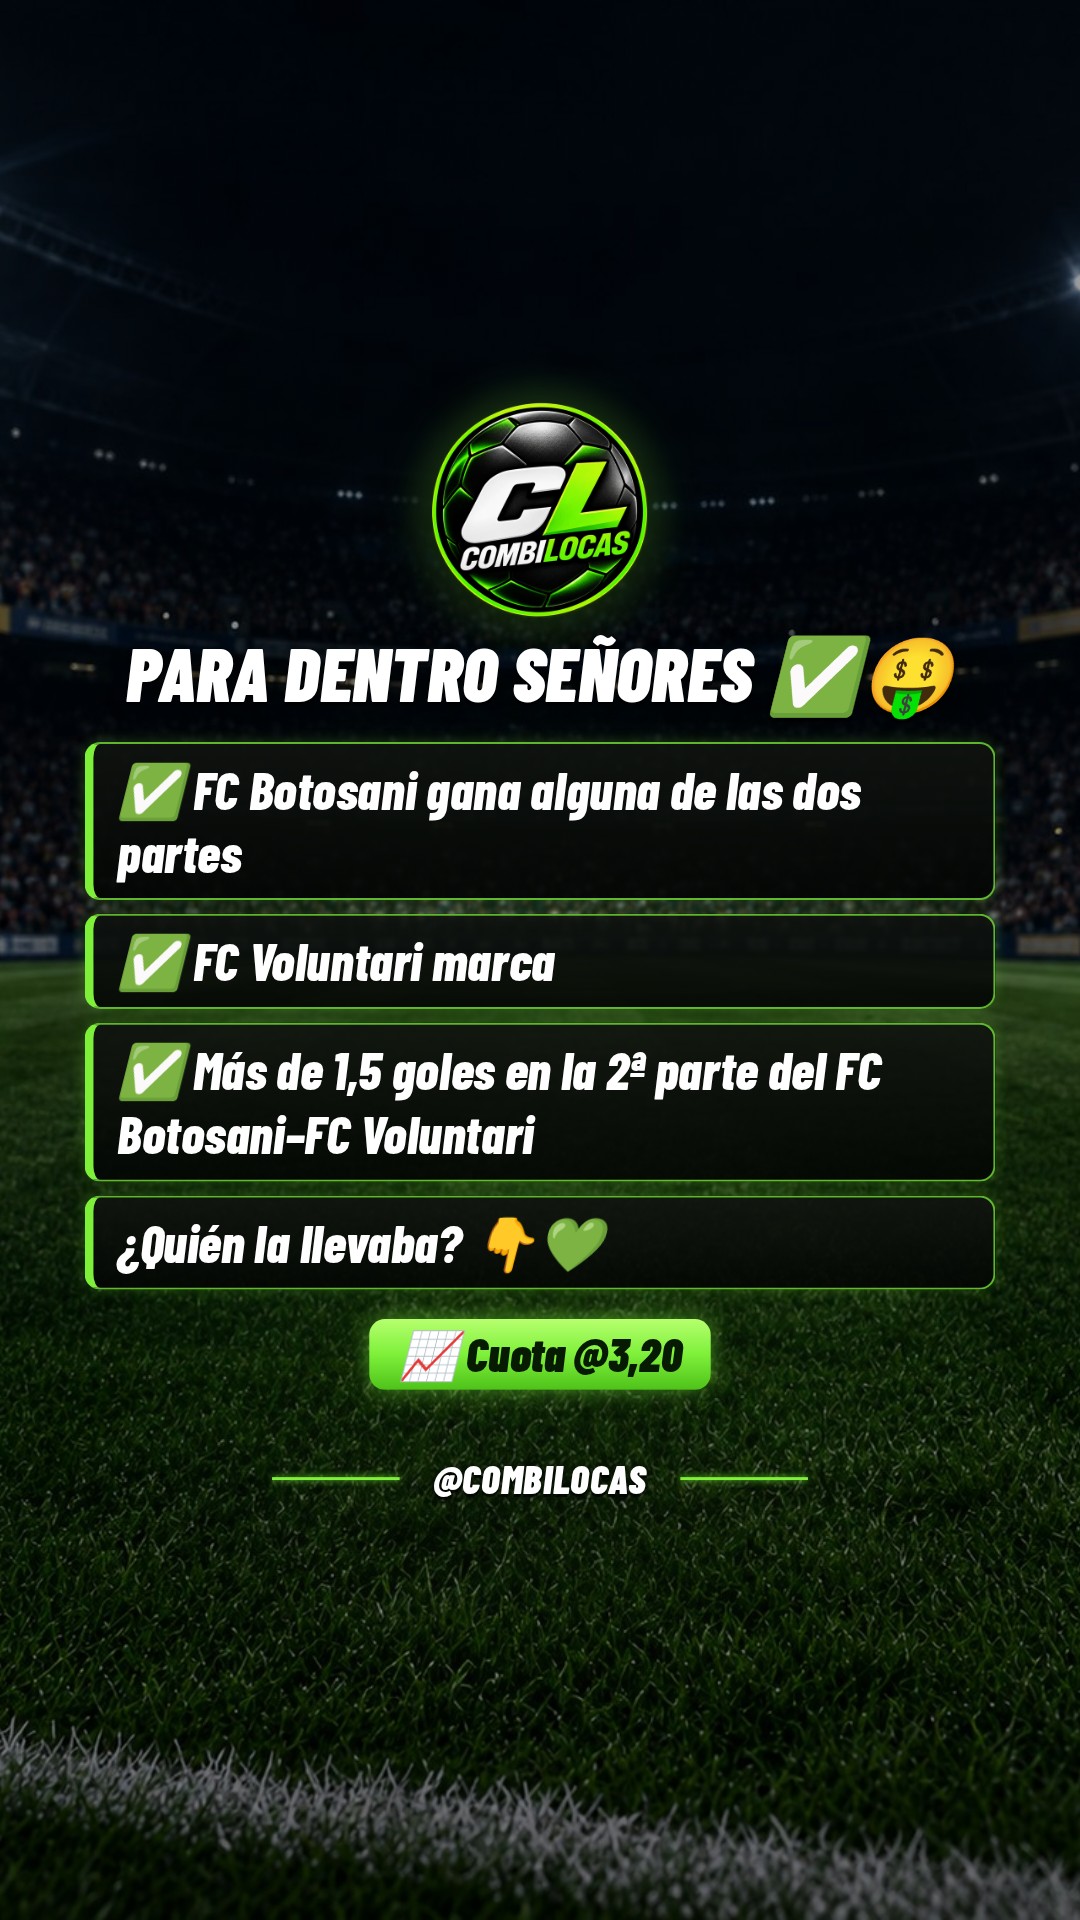 CL
COMBILOCAS
PARA DENTRO SEÑORES ✅🤑
✅ FC Botosani gana alguna de las dos
partes
✅ FC Voluntari marca
✅ Más de 1,5 goles en la 2ª parte del FC
Botosani-FC Voluntari
¿Quién la llevaba? 👇💚
📈 Cuota @3,20
@COMBILOCAS